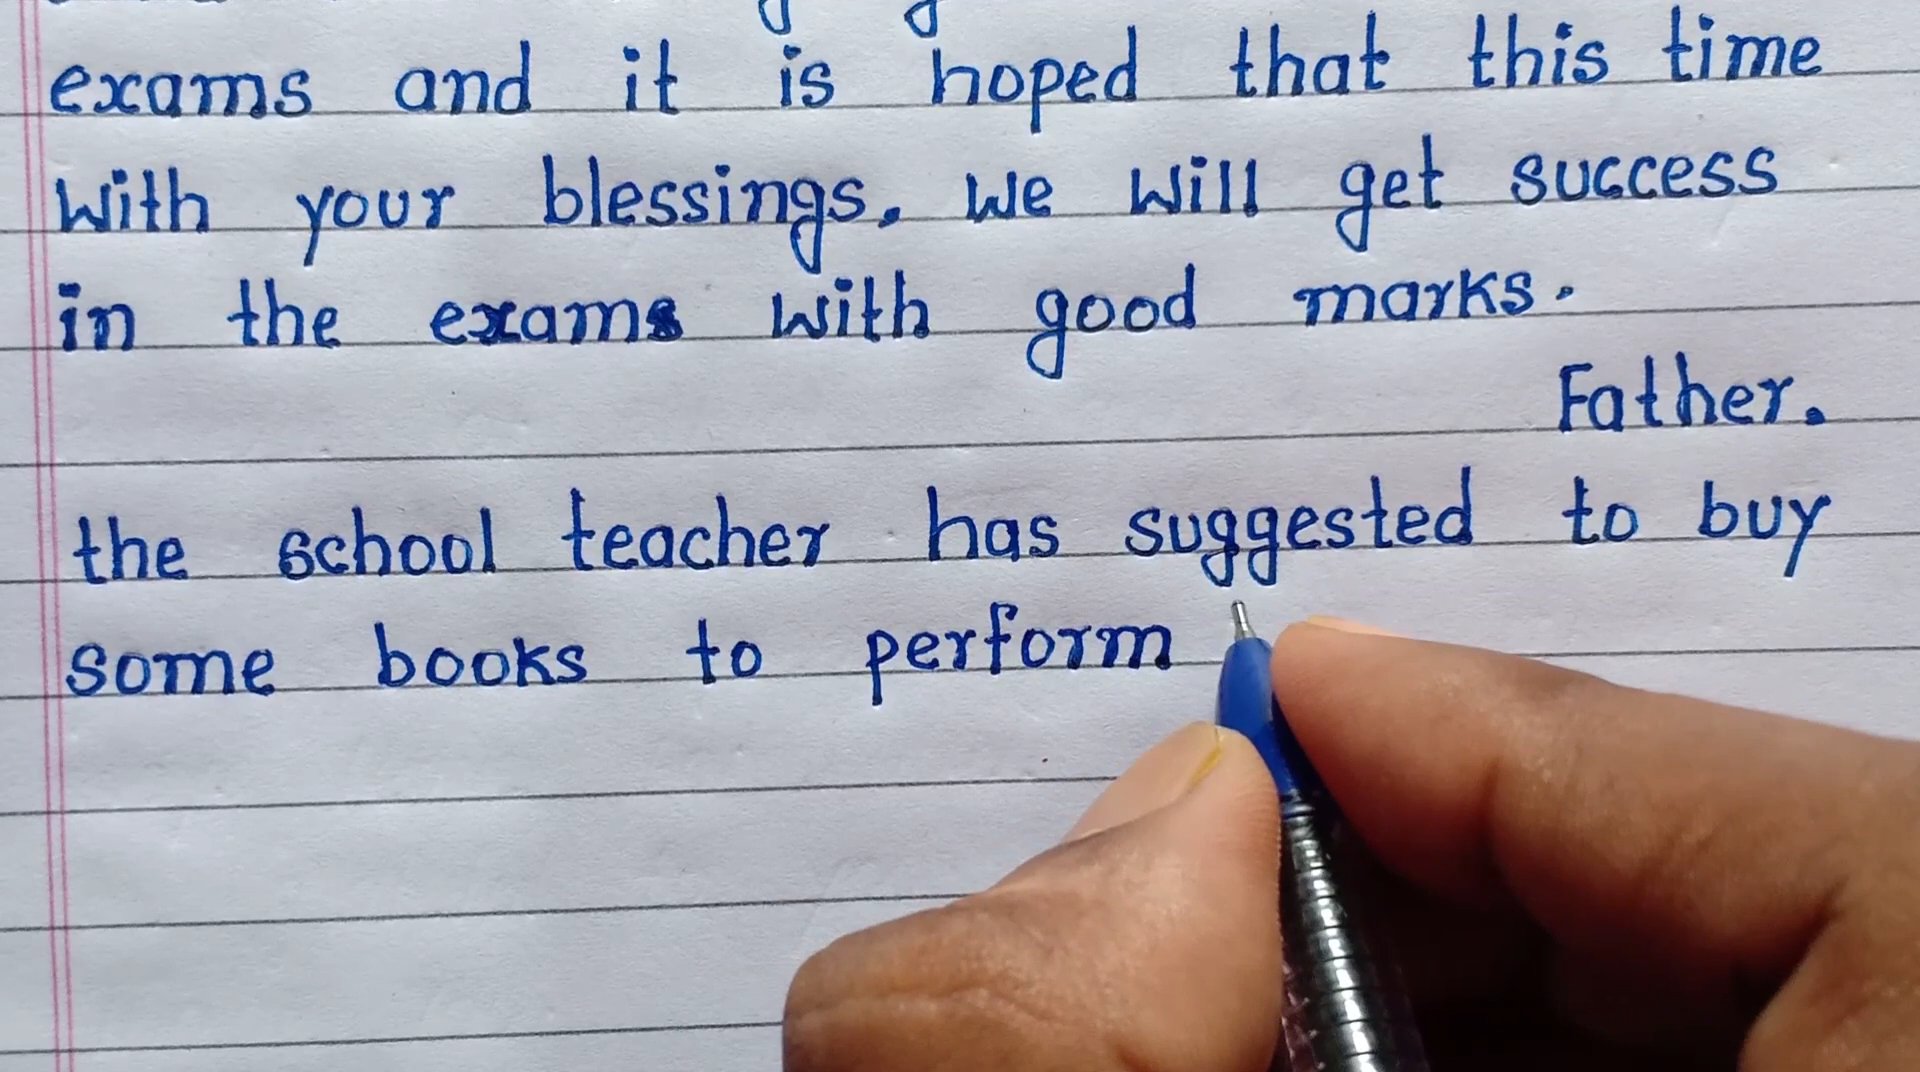 exams and it is hoped that this time
with your blessings. we will get success
in the exams with good marks.
Father.
the school teacher has suggested to buy
some books to perform